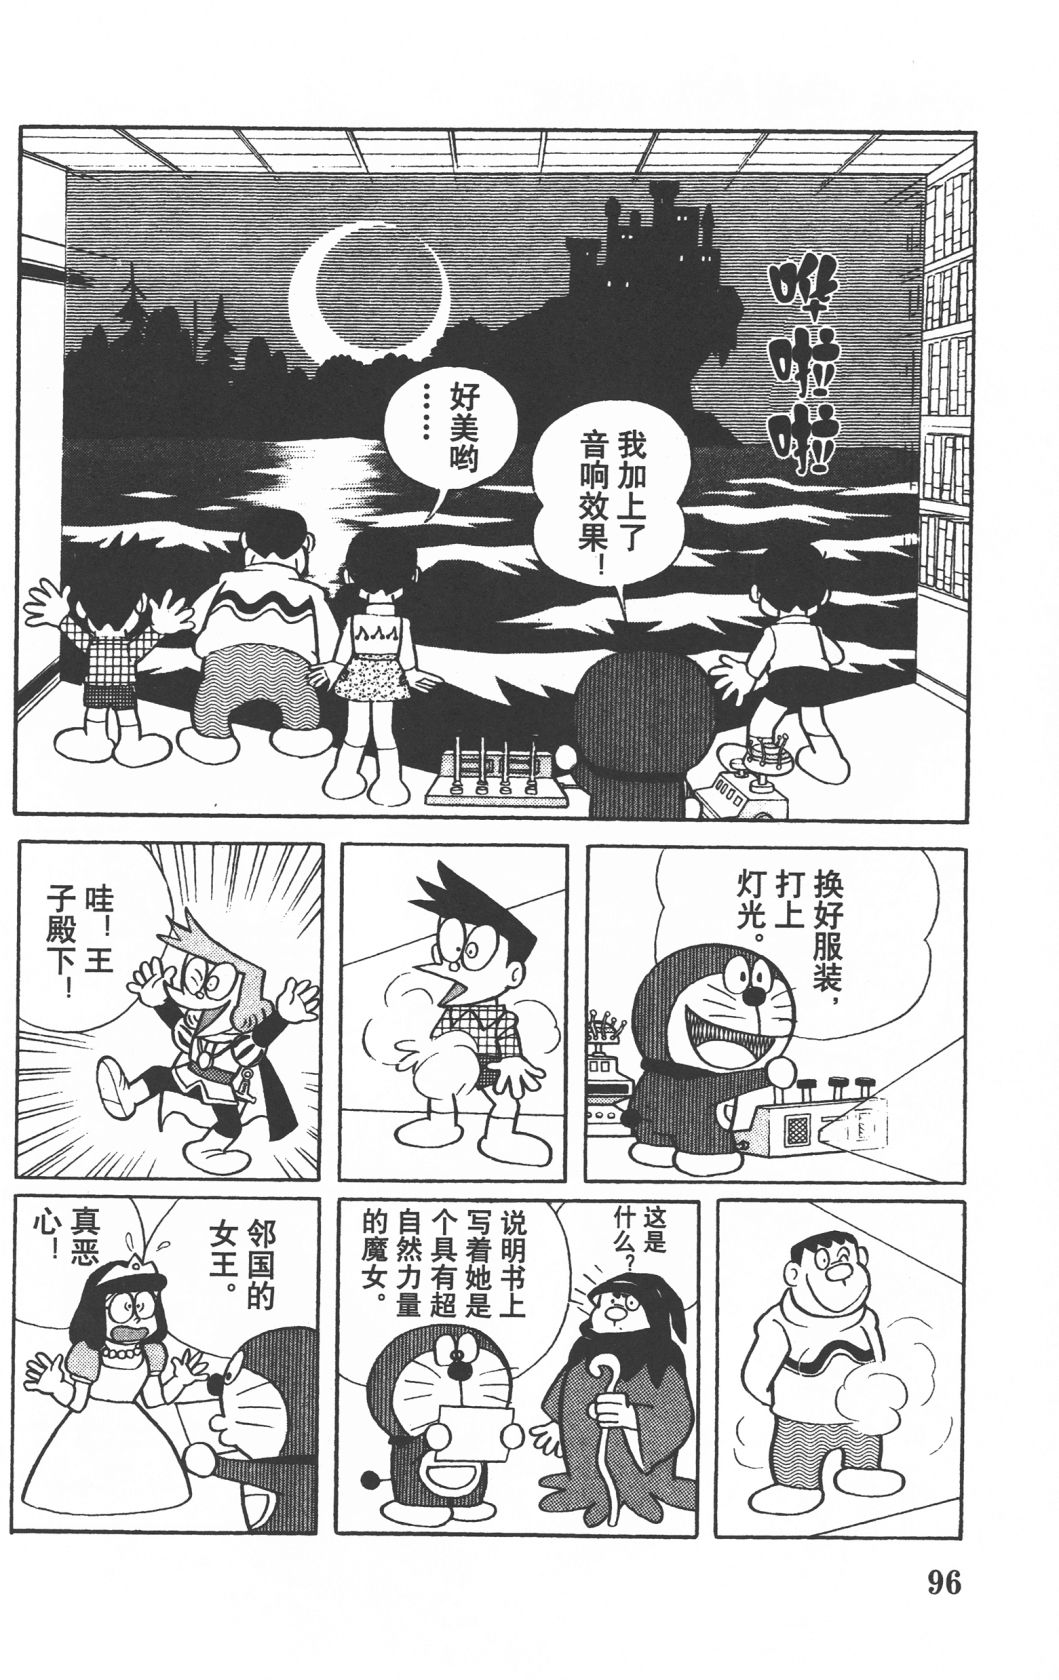 哗啦啦
我加上了
音响效果！
好美哟
……
换好服装，
打上
灯光。
哇！王
子殿下！
这是
什么？
说明书上
写着她是
个具有超
自然力量
的魔女。
邻国的
女王。
真恶
心！
96